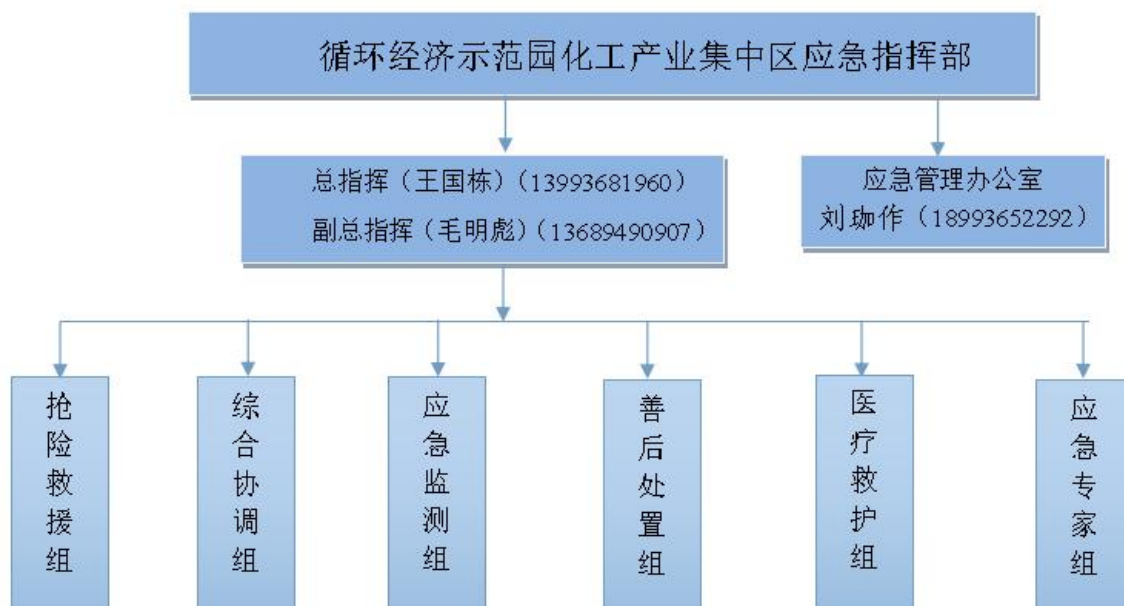 循环经济示范园化工产业集中区应急指挥部
总指挥（王国栋）（13993681960）
副总指挥（毛明彪）（13689490907）
应急管理办公室
刘珈作（18993652292）
抢险救援组
综合协调组
应急监测组
善后处置组
医疗救护组
应急专家组